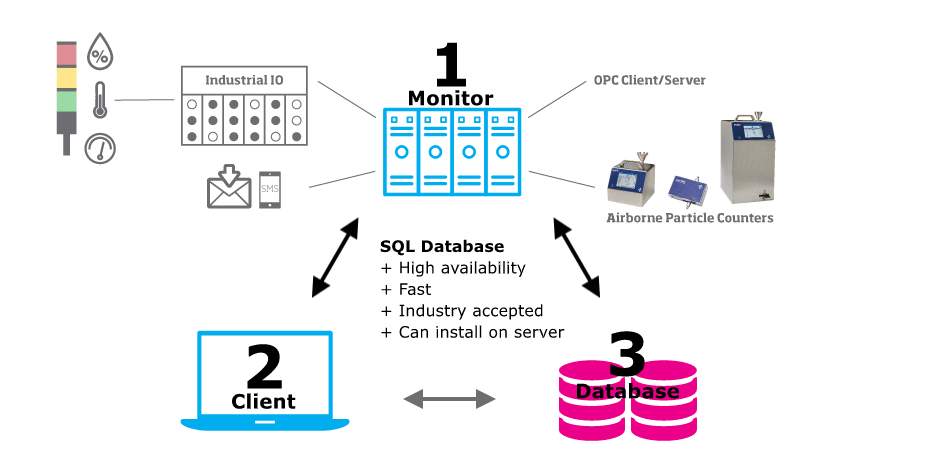 1
Monitor
%
Industrial IO
OPC Client/Server
SMS
Airborne Particle Counters
SQL Database
+ High availability
+ Fast
+ Industry accepted
+ Can install on server
2
Client
3
Database